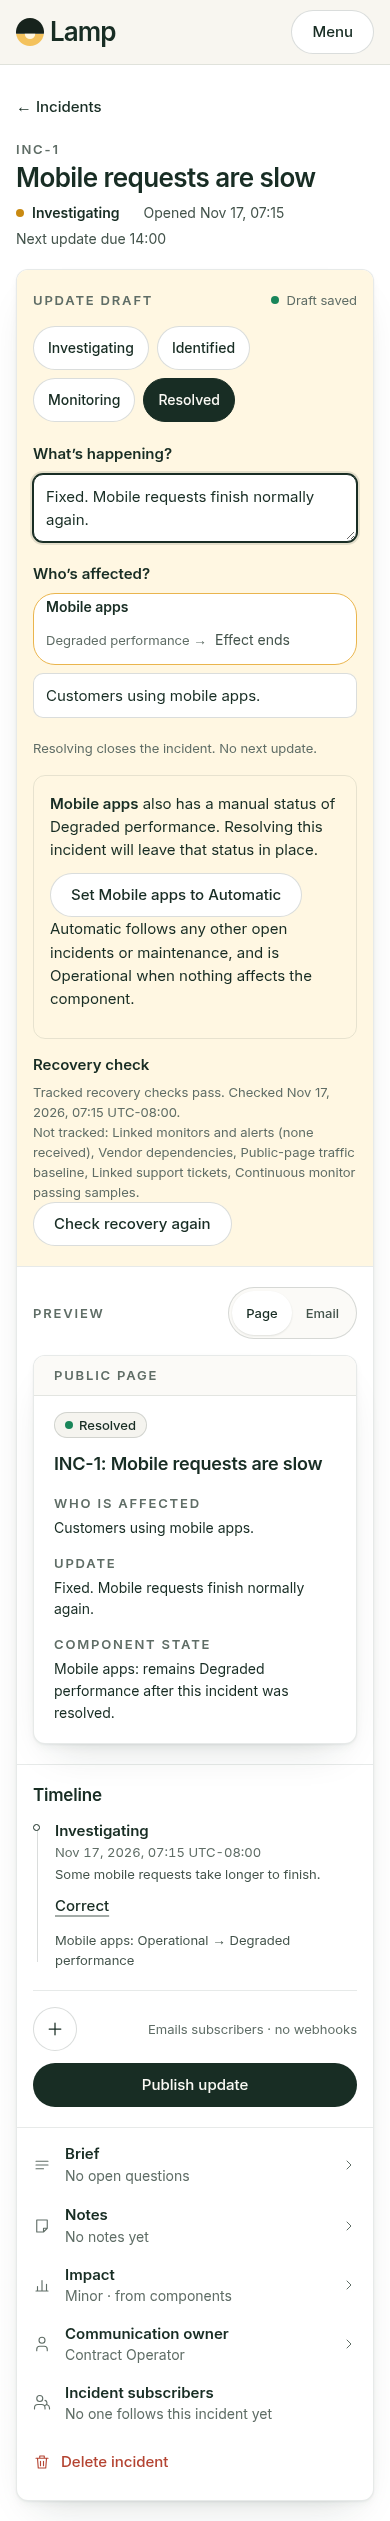 Lamp
Menu
← Incidents
INC-1
Mobile requests are slow
Investigating Opened Nov 17, 07:15
Next update due 14:00
UPDATE DRAFT
Draft saved
Investigating
Identified
Monitoring
Resolved
What's happening?
Fixed. Mobile requests finish normally
again.
Who's affected?
Mobile apps
Degraded performance → Effect ends
Customers using mobile apps.
Resolving closes the incident. No next update.
Mobile apps also has a manual status of
Degraded performance. Resolving this
incident will leave that status in place.
Set Mobile apps to Automatic
Automatic follows any other open
incidents or maintenance, and is
Operational when nothing affects the
component.
Recovery check
Tracked recovery checks pass. Checked Nov 17,
2026, 07:15 UTC-08:00.
Not tracked: Linked monitors and alerts (none
received), Vendor dependencies, Public-page traffic
baseline, Linked support tickets, Continuous monitor
passing samples.
Check recovery again
PREVIEW
Page
Email
PUBLIC PAGE
Resolved
INC-1: Mobile requests are slow
WHO IS AFFECTED
Customers using mobile apps.
UPDATE
Fixed. Mobile requests finish normally
again.
COMPONENT STATE
Mobile apps: remains Degraded
performance after this incident was
resolved.
Timeline
Investigating
Nov 17, 2026, 07:15 UTC-08:00
Some mobile requests take longer to finish.
Correct
Mobile apps: Operational → Degraded
performance
Emails subscribers · no webhooks
Publish update
Brief
No open questions
Notes
No notes yet
Impact
Minor · from components
Communication owner
Contract Operator
Incident subscribers
No one follows this incident yet
Delete incident